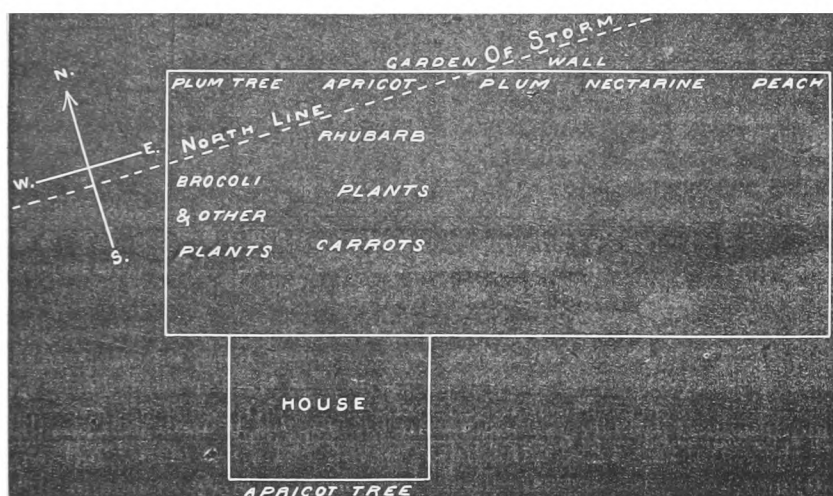 NORTH LINE OF STORM
GARDEN WALL
N.
W. E.
S.
PLUM TREE APRICOT PLUM NECTARINE PEACH
RHUBARB
BROCOLI
& OTHER
PLANTS
PLANTS
CARROTS
HOUSE
APRICOT TREE